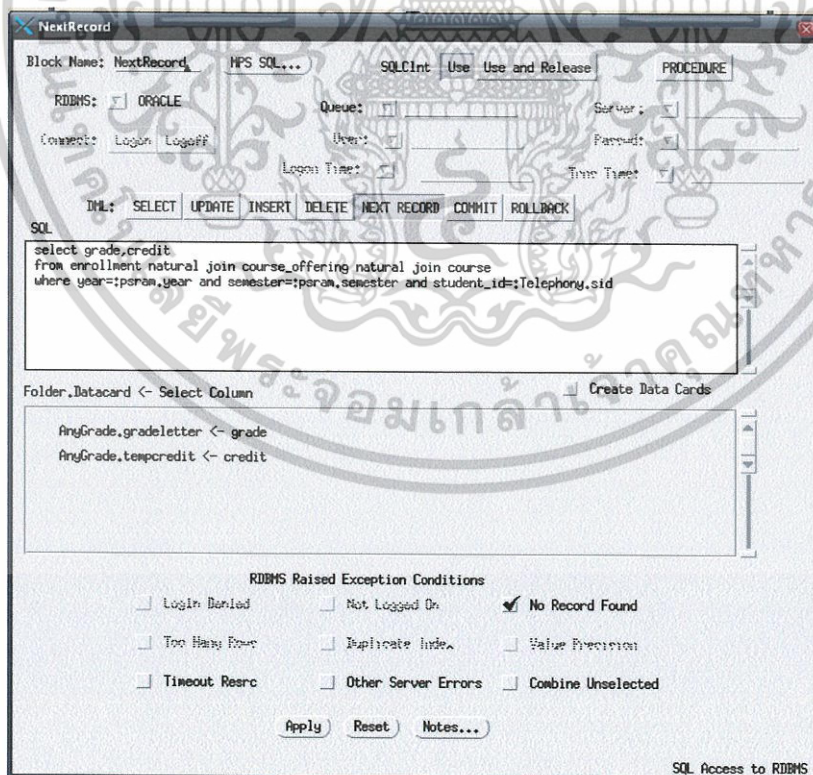 NextRecord
Block Name: NextRecord MPS SQL... SQLClnt Use Use and Release PROCEDURE
RDBMS: ORACLE Queue: Server:
Connect: Logon Logoff User: Passwd:
Logon Time: Tran Time:
DML: SELECT UPDATE INSERT DELETE NEXT RECORD COMMIT ROLLBACK
SQL
select grade,credit
from enrollment natural join course_offering natural join course
where year=:psram.year and semester=:psram.semester and student_id=:Telephony.sid
Folder.Datacard <- Select Column Create Data Cards
AnyGrade.gradeletter <- grade
AnyGrade.tempcredit <- credit
RDBMS Raised Exception Conditions
Login Denied Not Logged On No Record Found
Too Many Rows Duplicate Index Value Precision
Timeout Resrc Other Server Errors Combine Unselected
Apply Reset Notes...
SQL Access to RDBMS